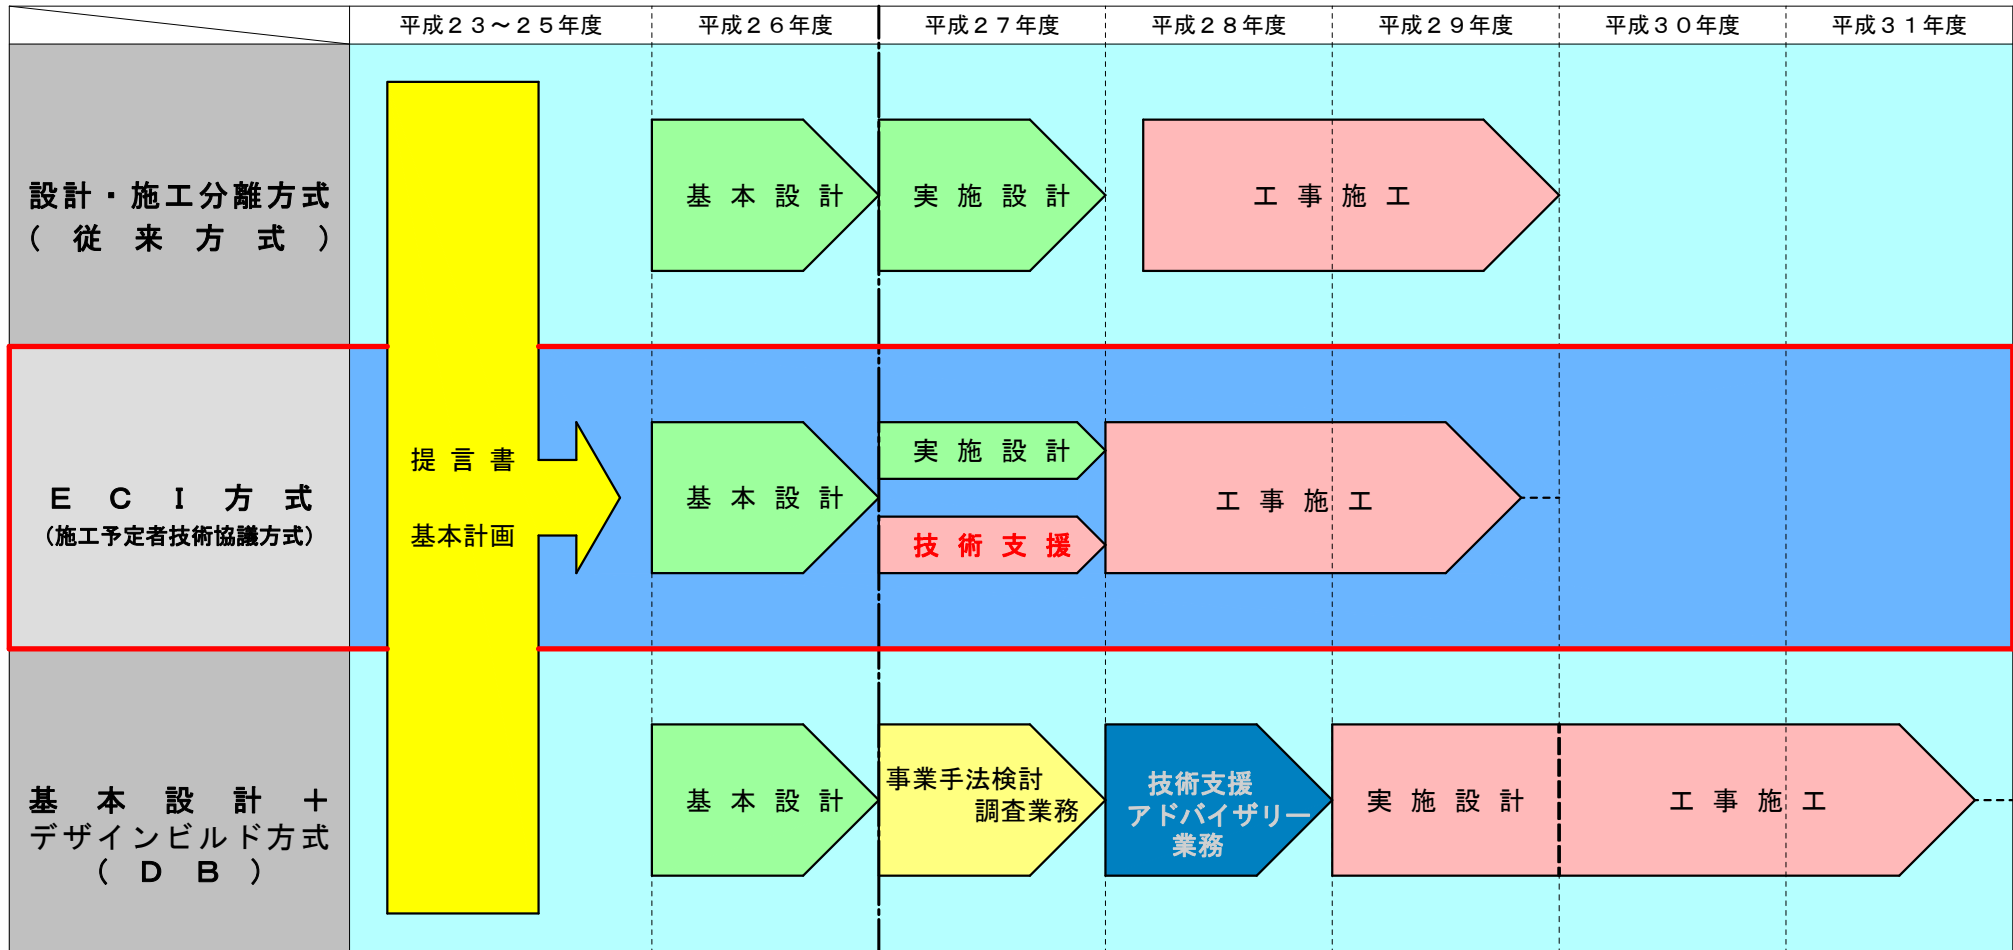 平成２３～２５年度
平成２６年度
平成２７年度
平成２８年度
平成２９年度
平成３０年度
平成３１年度
設計・施工分離方式
（従来方式）
基本設計
実施設計
工事施工
ＥＣＩ方式
（施工予定者技術協議方式）
提言書
基本計画
基本設計
実施設計
技術支援
工事施工
基本設計＋
デザインビルド方式
（ＤＢ）
基本設計
事業手法検討
調査業務
技術支援
アドバイザリー
業務
実施設計
工事施工